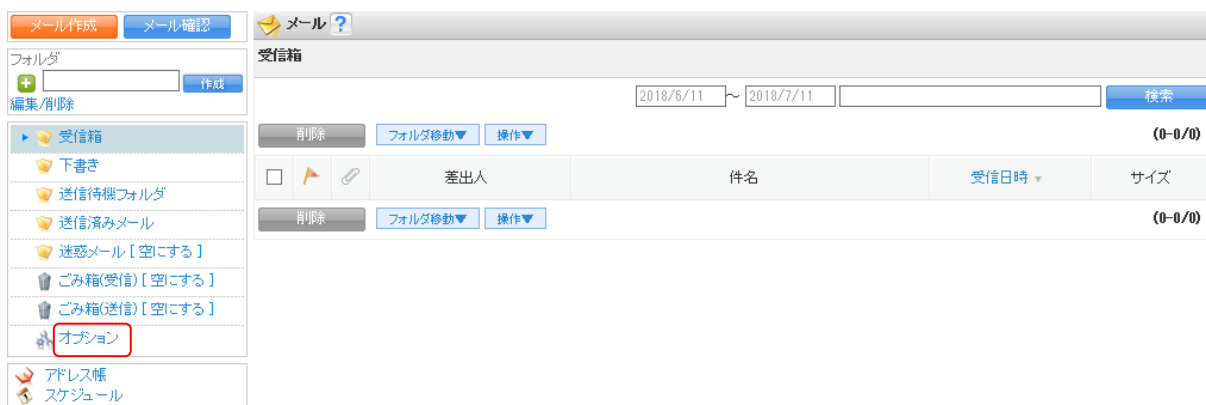 メール作成 メール確認
フォルダ
作成
編集/削除
受信箱
下書き
送信待機フォルダ
送信済みメール
迷惑メール [ 空にする ]
ごみ箱(受信) [ 空にする ]
ごみ箱(送信) [ 空にする ]
オプション
アドレス帳
スケジュール
メール ?
受信箱
2018/6/11 ～ 2018/7/11 検索
削除 フォルダ移動▼ 操作▼ (0-0/0)
差出人 件名 受信日時 ▼ サイズ
削除 フォルダ移動▼ 操作▼ (0-0/0)